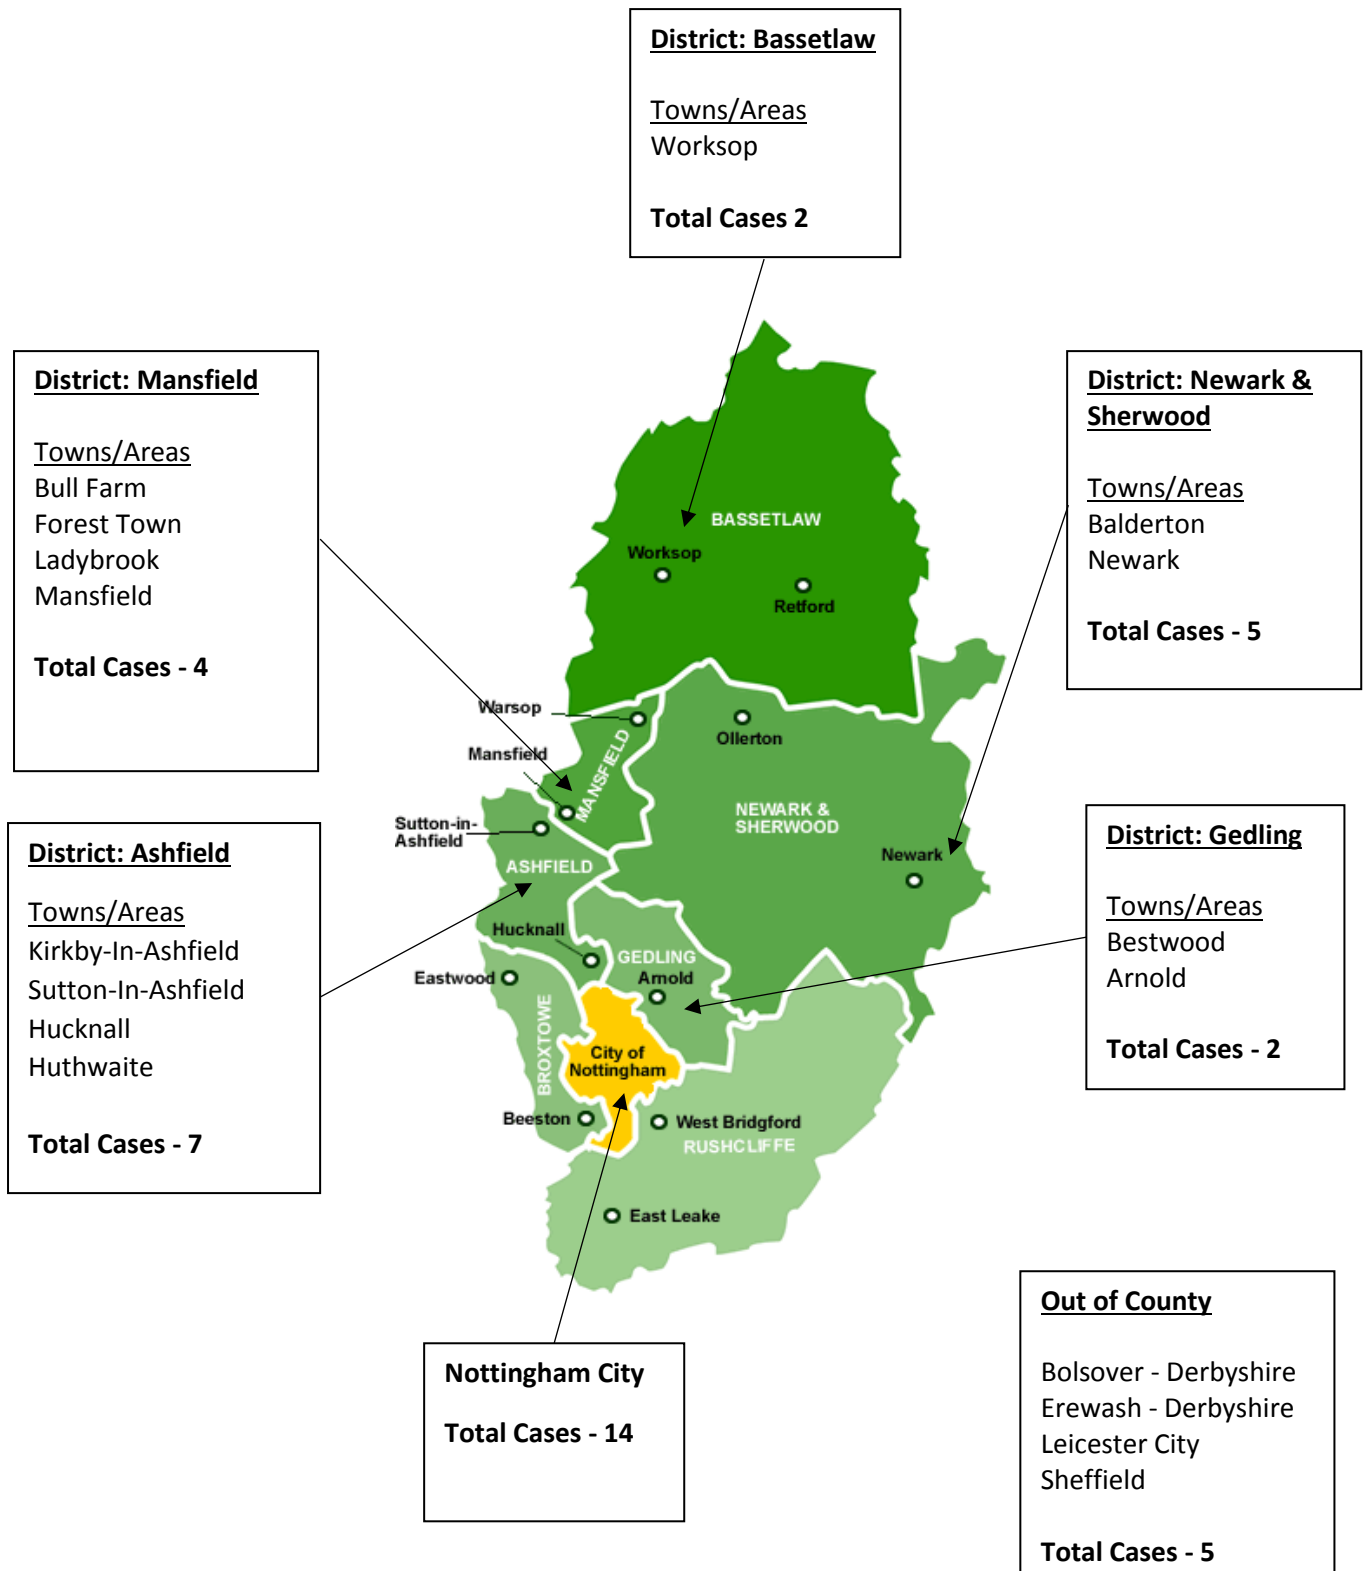 District: Bassetlaw
Towns/Areas
Worksop
Total Cases 2
District: Mansfield
Towns/Areas
Bull Farm
Forest Town
Ladybrook
Mansfield
Total Cases - 4
District: Newark &
Sherwood
Towns/Areas
Balderton
Newark
Total Cases - 5
District: Ashfield
Towns/Areas
Kirkby-In-Ashfield
Sutton-In-Ashfield
Hucknall
Huthwaite
Total Cases - 7
District: Gedling
Towns/Areas
Bestwood
Arnold
Total Cases - 2
BASSETLAW
Worksop
Retford
Warsop
Ollerton
Mansfield
MANSFIELD
NEWARK &
SHERWOOD
Sutton-in-
Ashfield
ASHFIELD
Newark
Hucknall
GEDLING
Arnold
Eastwood
BROXTOWE
City of
Nottingham
Beeston
West Bridgford
RUSHCLIFFE
East Leake
Nottingham City
Total Cases - 14
Out of County
Bolsover - Derbyshire
Erewash - Derbyshire
Leicester City
Sheffield
Total Cases - 5